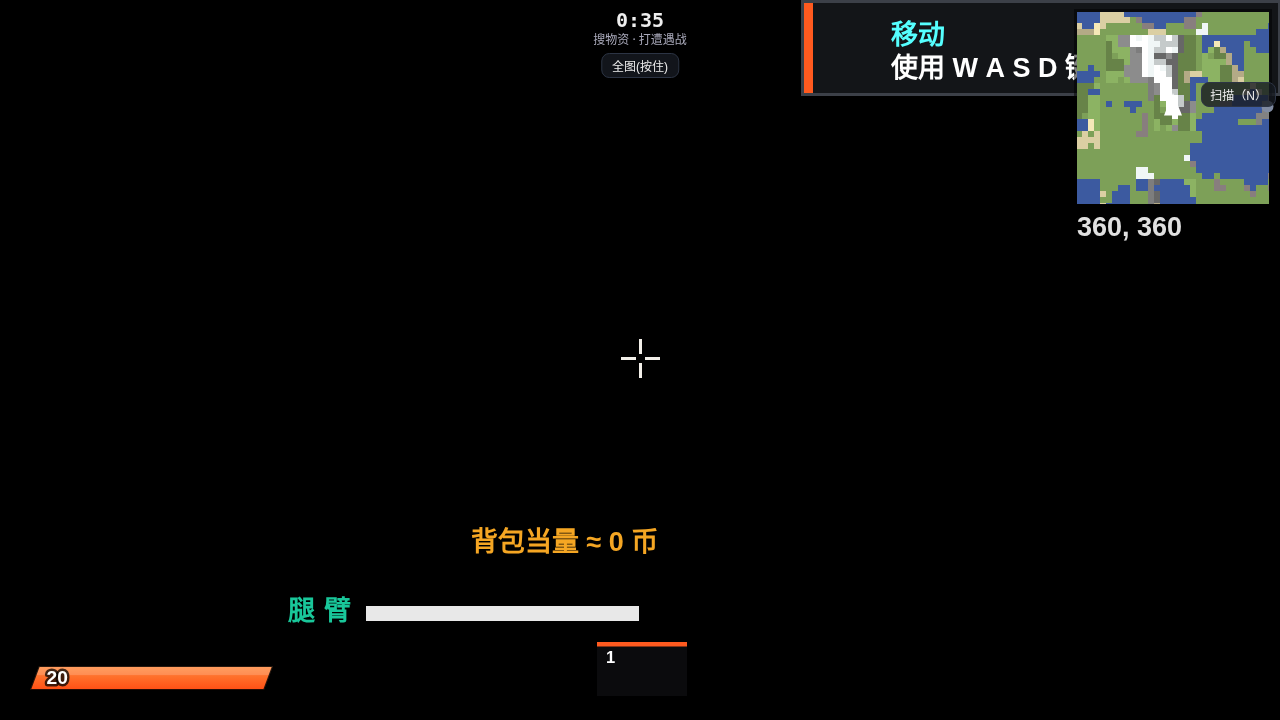 0:35
搜物资 · 打遭遇战
全图(按住)
移动
使用 W A S D
扫描（N）
360, 360
背包当量 ≈ 0 币
腿 臂
1
20